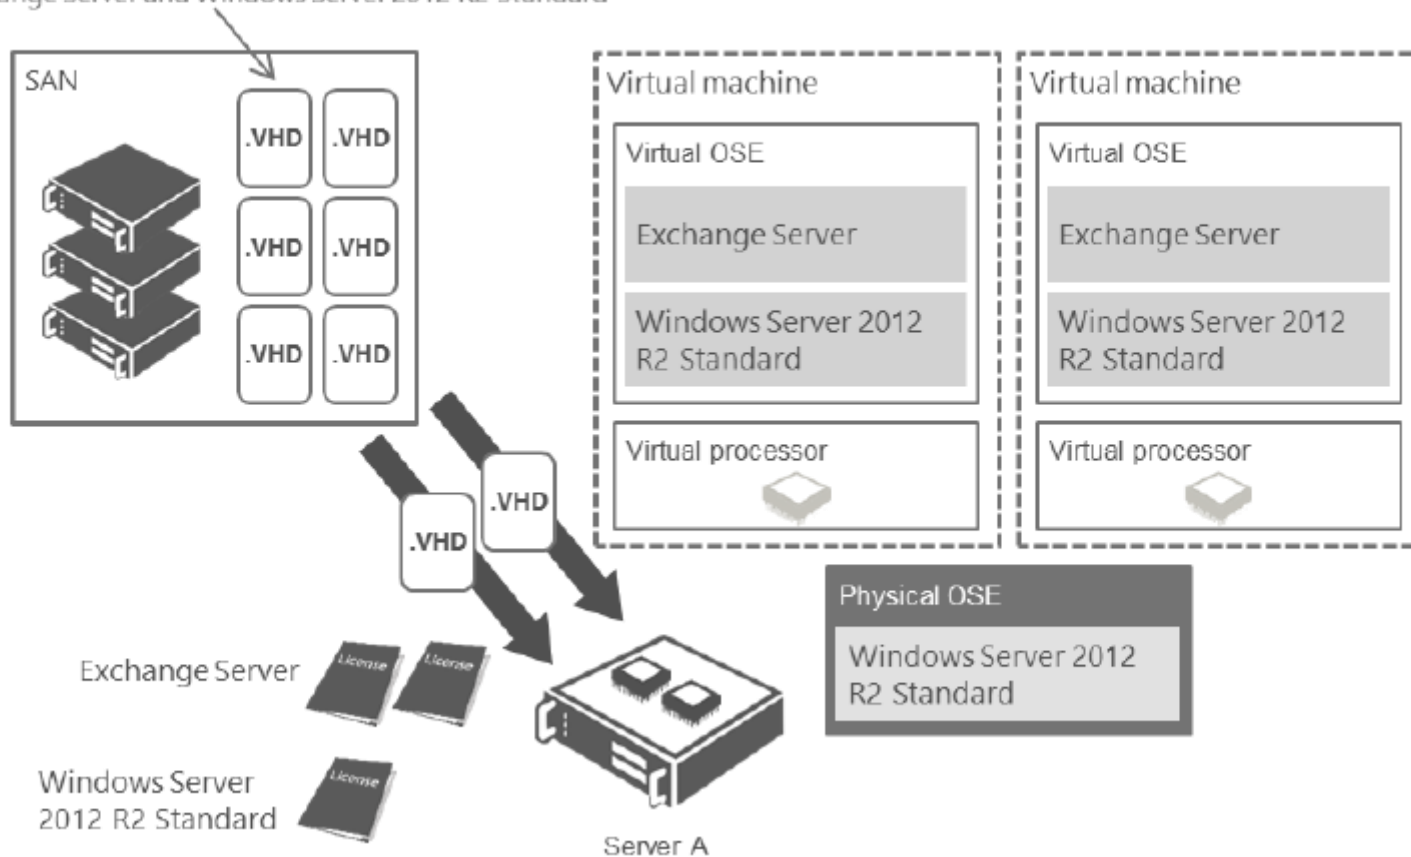 SAN
.VHD .VHD
.VHD .VHD
.VHD .VHD
.VHD
.VHD
Virtual machine
Virtual OSE
Exchange Server
Windows Server 2012
R2 Standard
Virtual processor
Virtual machine
Virtual OSE
Exchange Server
Windows Server 2012
R2 Standard
Virtual processor
Physical OSE
Windows Server 2012
R2 Standard
Exchange Server
License
License
Windows Server
2012 R2 Standard
License
Server A